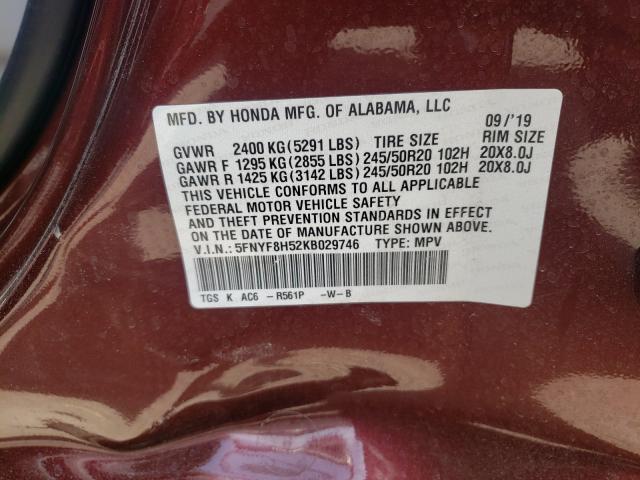 MFD. BY HONDA MFG. OF ALABAMA, LLC 09/'19
GVWR 2400 KG(5291 LBS) TIRE SIZE RIM SIZE
GAWR F 1295 KG(2855 LBS) 245/50R20 102H 20X8.0J
GAWR R 1425 KG(3142 LBS) 245/50R20 102H 20X8.0J
THIS VEHICLE CONFORMS TO ALL APPLICABLE
FEDERAL MOTOR VEHICLE SAFETY
AND THEFT PREVENTION STANDARDS IN EFFECT
ON THE DATE OF MANUFACTURE SHOWN ABOVE.
V.I.N.: 5FNYF8H52KB029746 TYPE: MPV
TGS K AC6 -R561P -W-B